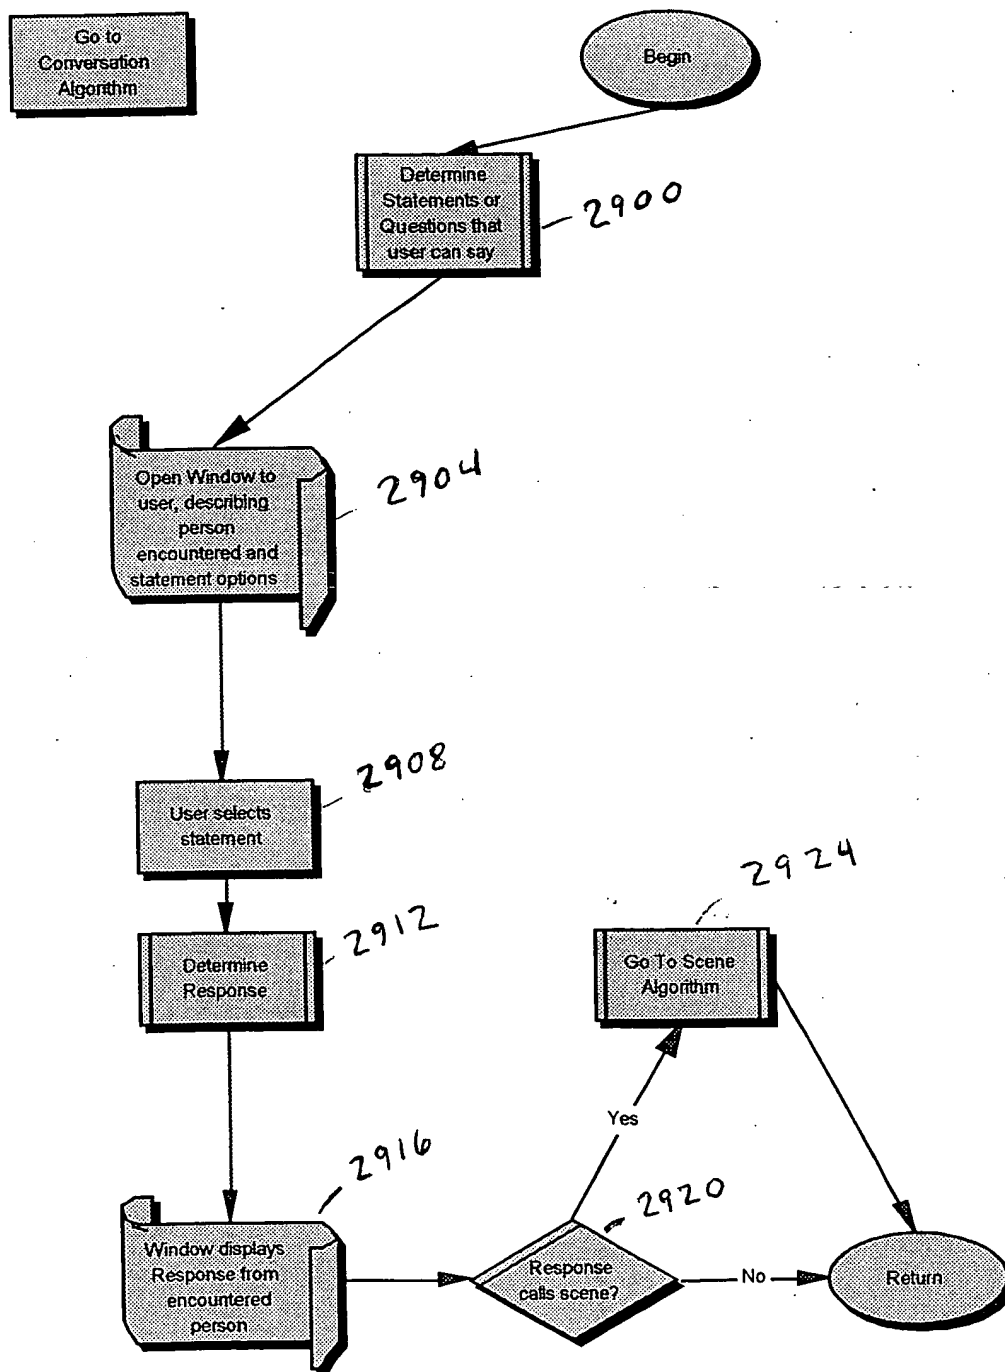 Go to
Conversation
Algorithm
Begin
Determine
Statements or
Questions that
user can say
2900
Open Window to
user, describing
person
encountered and
statement options
2904
User selects
statement
2908
Determine
Response
2912
Go To Scene
Algorithm
2924
Yes
Window displays
Response from
encountered
person
2916
Response
calls scene?
2920
No
Return